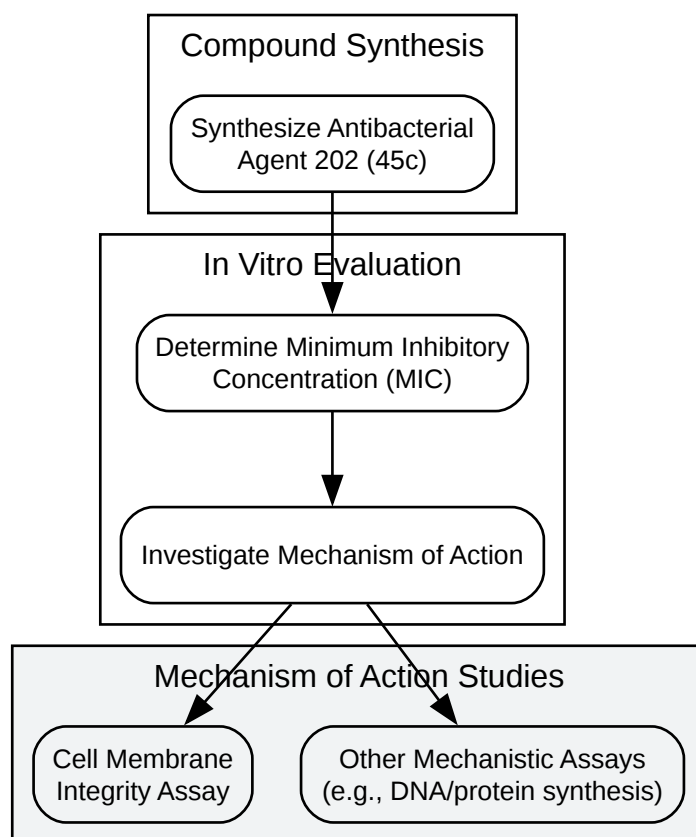 Compound Synthesis
Synthesize Antibacterial
Agent 202 (45c)
In Vitro Evaluation
Determine Minimum Inhibitory
Concentration (MIC)
Investigate Mechanism of Action
Mechanism of Action Studies
Cell Membrane
Integrity Assay
Other Mechanistic Assays
(e.g., DNA/protein synthesis)